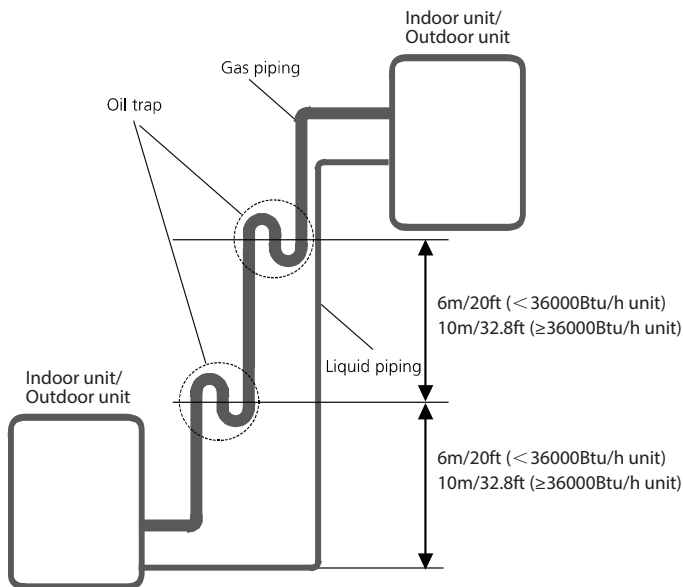 Indoor unit/
Outdoor unit
Gas piping
Oil trap
6m/20ft (＜36000Btu/h unit)
10m/32.8ft (≥36000Btu/h unit)
Liquid piping
Indoor unit/
Outdoor unit
6m/20ft (＜36000Btu/h unit)
10m/32.8ft (≥36000Btu/h unit)